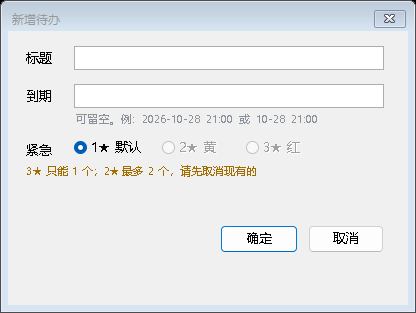 新增待办
标题
到期
可留空。例: 2026-10-28 21:00 或 10-28 21:00
紧急 1★ 默认 2★ 黄 3★ 红
3★ 只能 1 个; 2★ 最多 2 个, 请先取消现有的
确定 取消